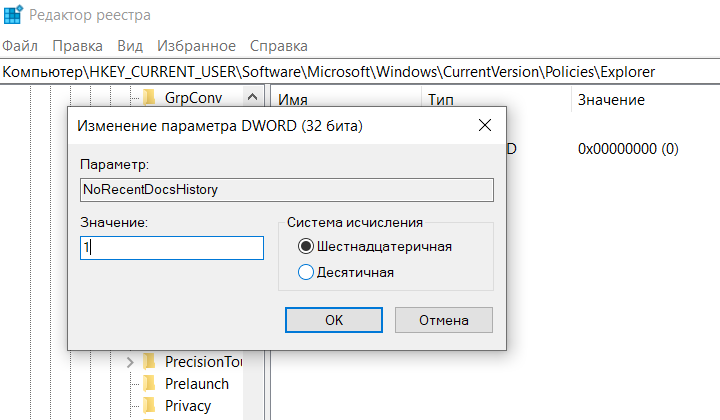 Редактор реестра
Файл Правка Вид Избранное Справка
Компьютер\HKEY_CURRENT_USER\Software\Microsoft\Windows\CurrentVersion\Policies\Explorer
GrpConv
Имя Тип Значение
D 0x00000000 (0)
Изменение параметра DWORD (32 бита)
Параметр:
NoRecentDocsHistory
Значение:
1
Система исчисления
Шестнадцатеричная
Десятичная
OK Отмена
PrecisionTou
Prelaunch
Privacy